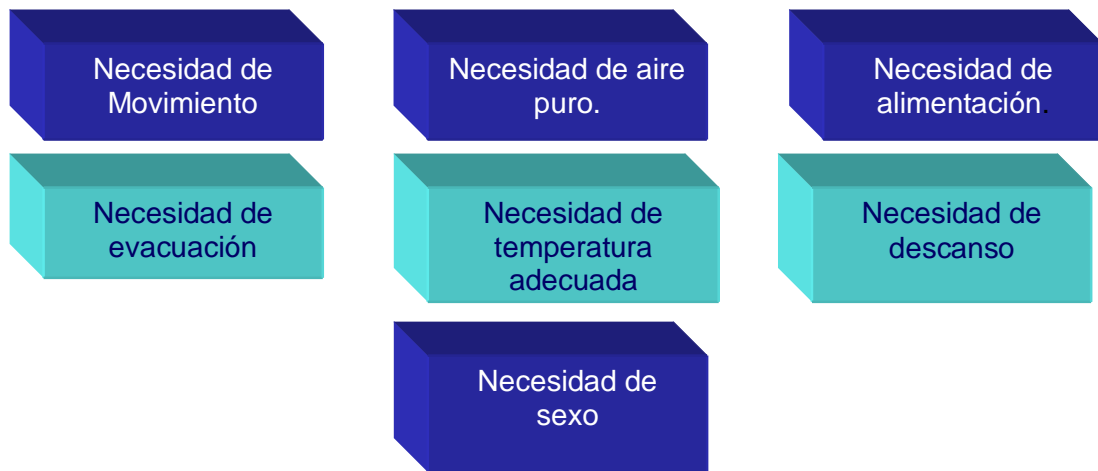 Necesidad de
Movimiento
Necesidad de aire
puro.
Necesidad de
alimentación.
Necesidad de
evacuación
Necesidad de
temperatura
adecuada
Necesidad de
descanso
Necesidad de
sexo